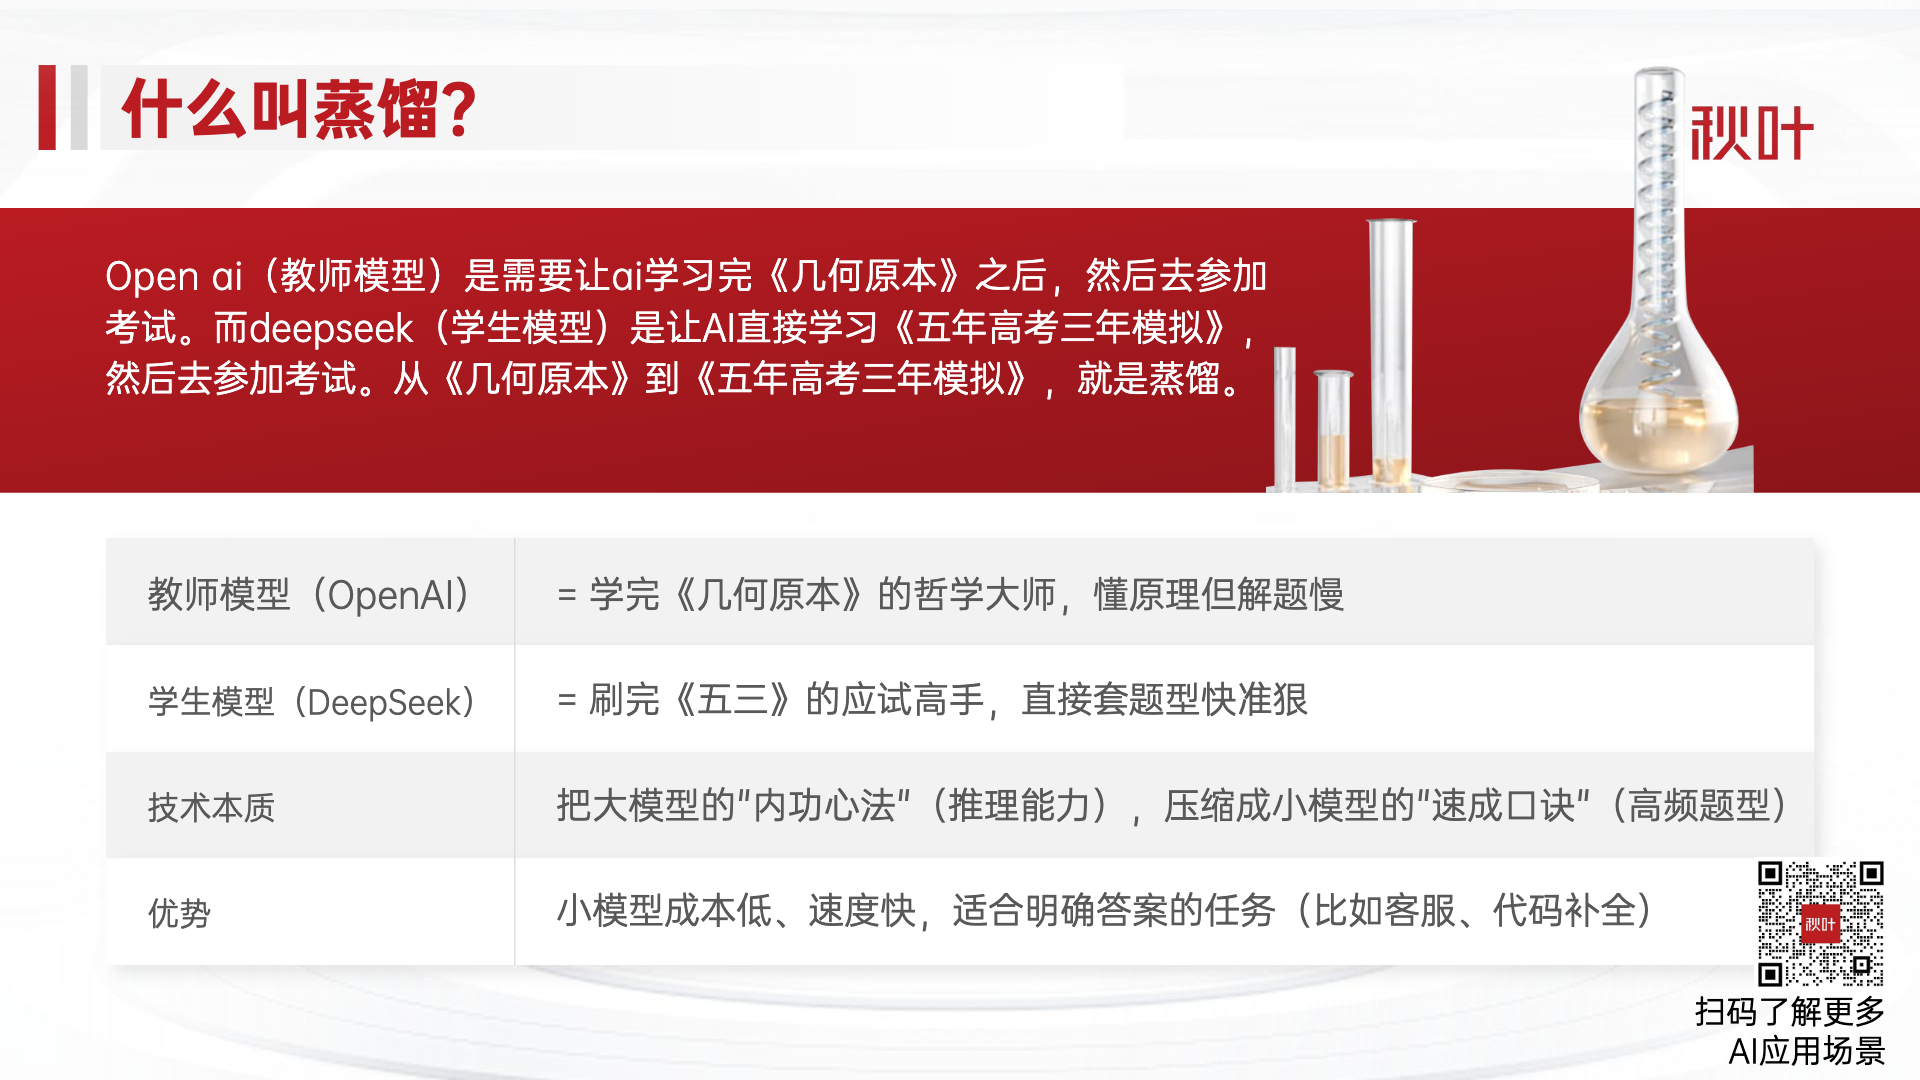 什么叫蒸馏?
秋叶
Open ai（教师模型）是需要让ai学习完《几何原本》之后，然后去参加
考试。而deepseek（学生模型）是让AI直接学习《五年高考三年模拟》，
然后去参加考试。从《几何原本》到《五年高考三年模拟》，就是蒸馏。
教师模型（OpenAI）
= 学完《几何原本》的哲学大师，懂原理但解题慢
学生模型（DeepSeek）
= 刷完《五三》的应试高手，直接套题型快准狠
技术本质
把大模型的"内功心法"（推理能力），压缩成小模型的"速成口诀"（高频题型）
优势
小模型成本低、速度快，适合明确答案的任务（比如客服、代码补全）
秋叶
扫码了解更多
AI应用场景